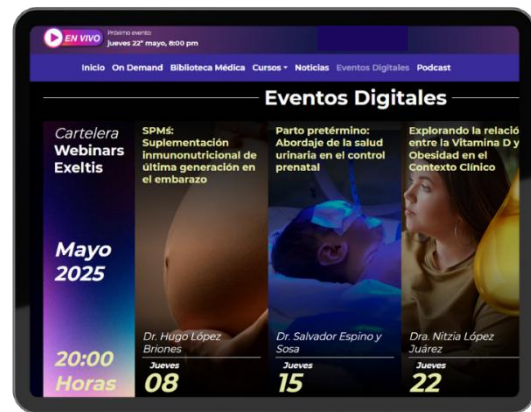 EN VIVO
Próximo evento:
jueves 22° mayo, 8:00 pm
Inicio On Demand Biblioteca Médica Cursos Noticias Eventos Digitales Podcast
Eventos Digitales
Cartelera
Webinars
Exeltis
Mayo
2025
20:00
Horas
SPMś:
Suplementación
inmunonutricional de
última generación en
el embarazo
Dr. Hugo López
Briones
Jueves
08
Parto pretérmino:
Abordaje de la salud
urinaria en el control
prenatal
Dr. Salvador Espino y
Sosa
Jueves
15
Explorando la relació
entre la Vitamina D y
Obesidad en el
Contexto Clínico
Dra. Nitzia López
Juárez
Jueves
22